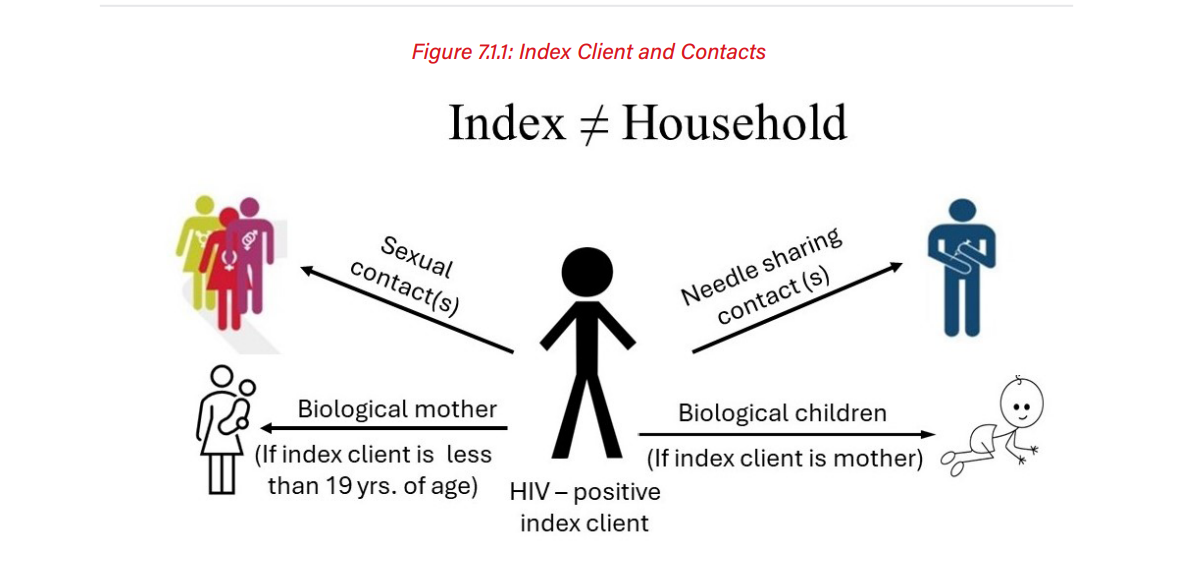 Figure 7.1.1: Index Client and Contacts
Index ≠ Household
Sexual
contact(s)
Needle sharing
contact (s)
Biological mother
(If index client is less
than 19 yrs. of age)
Biological children
(If index client is mother)
HIV – positive
index client